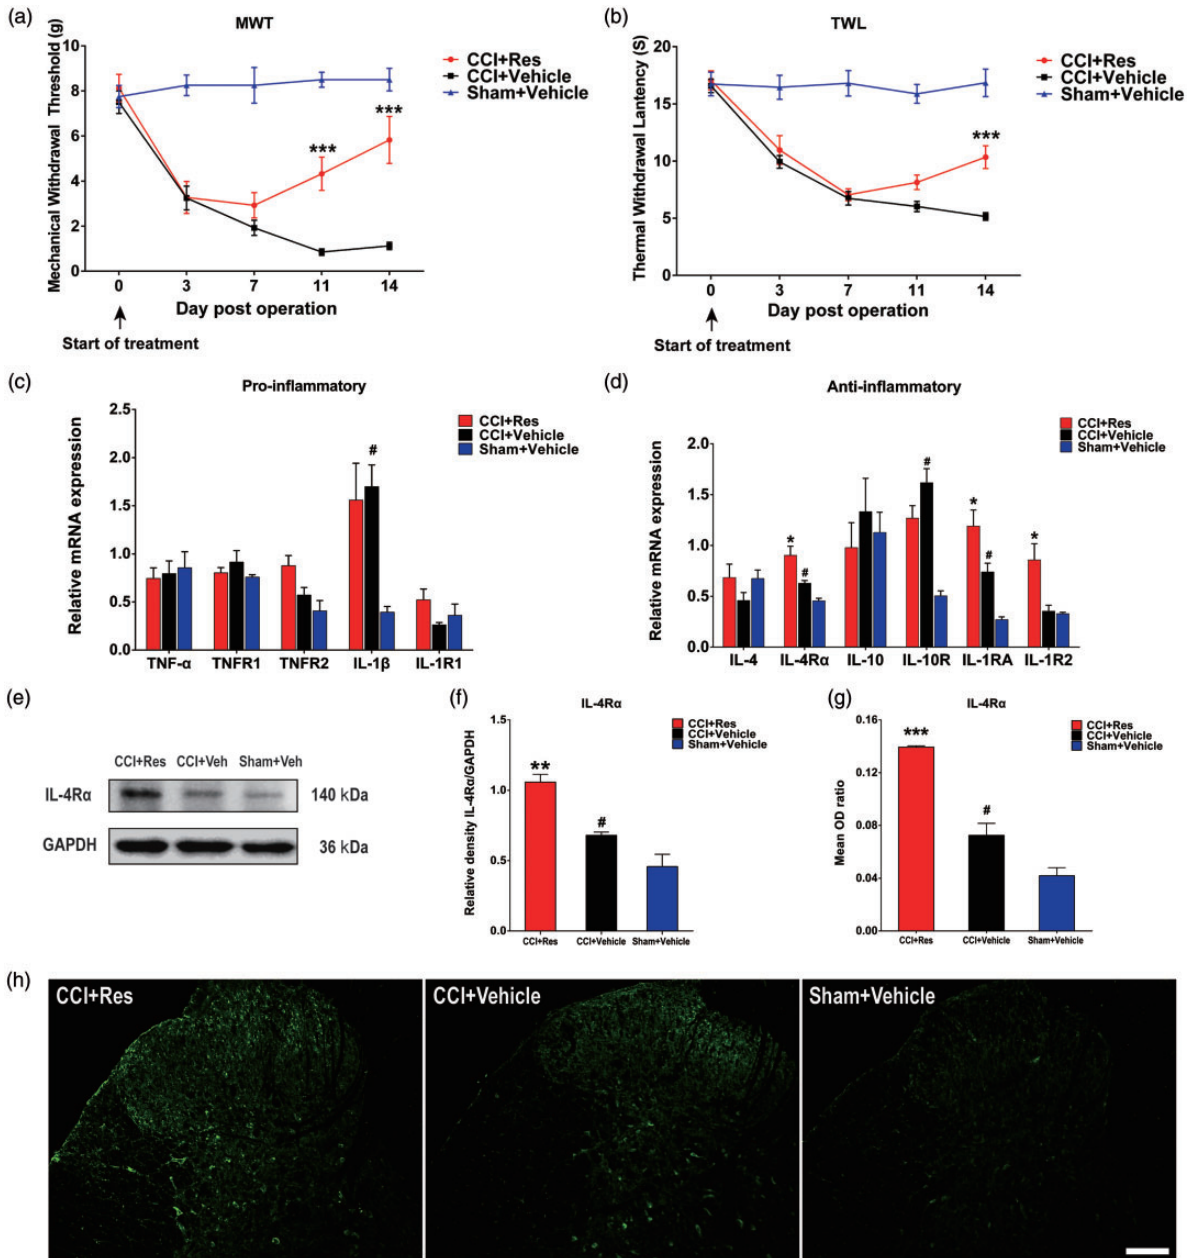 (a)
MWT
Mechanical Withdrawal Threshold (g)
10
8
6
4
2
0
***
***
CCI+Res
CCI+Vehicle
Sham+Vehicle
0
3
7
11
14
Day post operation
Start of treatment
(b)
TWL
Thermal Withdrawal Lantency (S)
20
15
10
5
0
***
CCI+Res
CCI+Vehicle
Sham+Vehicle
0
3
7
11
14
Day post operation
Start of treatment
(c)
Pro-inflammatory
Relative mRNA expression
2.5
2.0
1.5
1.0
0.5
0.0
#
CCI+Res
CCI+Vehicle
Sham+Vehicle
TNF-α
TNFR1
TNFR2
IL-1β
IL-1R1
(d)
Anti-inflammatory
Relative mRNA expression
2.0
1.5
1.0
0.5
0.0
*
#
#
*
#
*
CCI+Res
CCI+Vehicle
Sham+Vehicle
IL-4
IL-4Rα
IL-10
IL-10R
IL-1RA
IL-1R2
(e)
CCI+Res CCI+Veh Sham+Veh
IL-4Rα 140 kDa
GAPDH 36 kDa
(f)
IL-4Rα
Relative density IL-4Rα/GAPDH
1.5
1.0
0.5
0.0
**
#
CCI+Res
CCI+Vehicle
Sham+Vehicle
CCI+Res
CCI+Vehicle
Sham+Vehicle
(g)
IL-4Rα
Mean OD ratio
0.16
0.12
0.08
0.04
0.00
***
#
CCI+Res
CCI+Vehicle
Sham+Vehicle
CCI+Res
CCI+Vehicle
Sham+Vehicle
(h)
CCI+Res
CCI+Vehicle
Sham+Vehicle